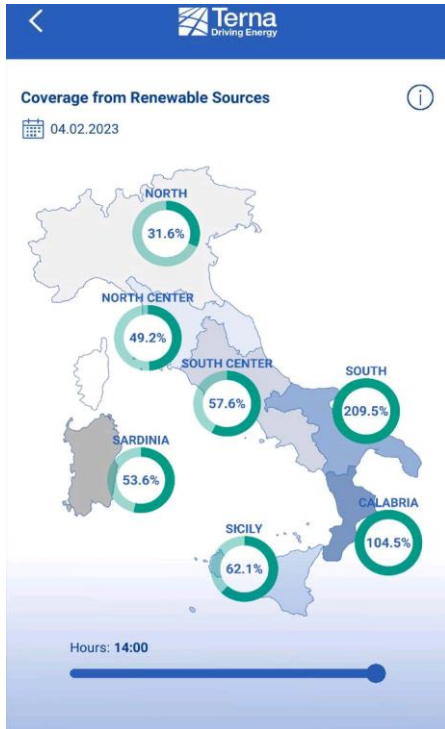 Terna
Driving Energy
Coverage from Renewable Sources
04.02.2023
NORTH
31.6%
NORTH CENTER
49.2%
SOUTH CENTER
57.6%
SOUTH
209.5%
SARDINIA
53.6%
CALABRIA
104.5%
SICILY
62.1%
Hours: 14:00